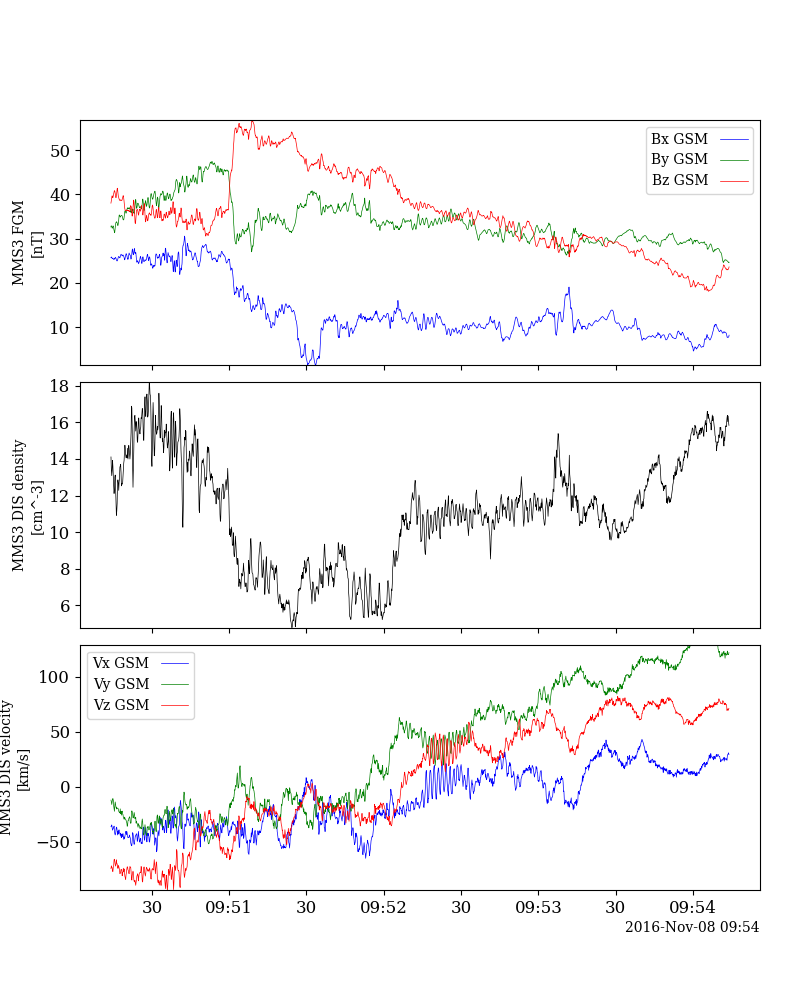 50
40
30
20
10
MMS3 FGM
[nT]
Bx GSM
By GSM
Bz GSM
18
16
14
12
10
8
6
MMS3 DIS density
[cm^-3]
100
50
0
−50
MMS3 DIS velocity
[km/s]
Vx GSM
Vy GSM
Vz GSM
30 09:51 30 09:52 30 09:53 30 09:54
2016-Nov-08 09:54